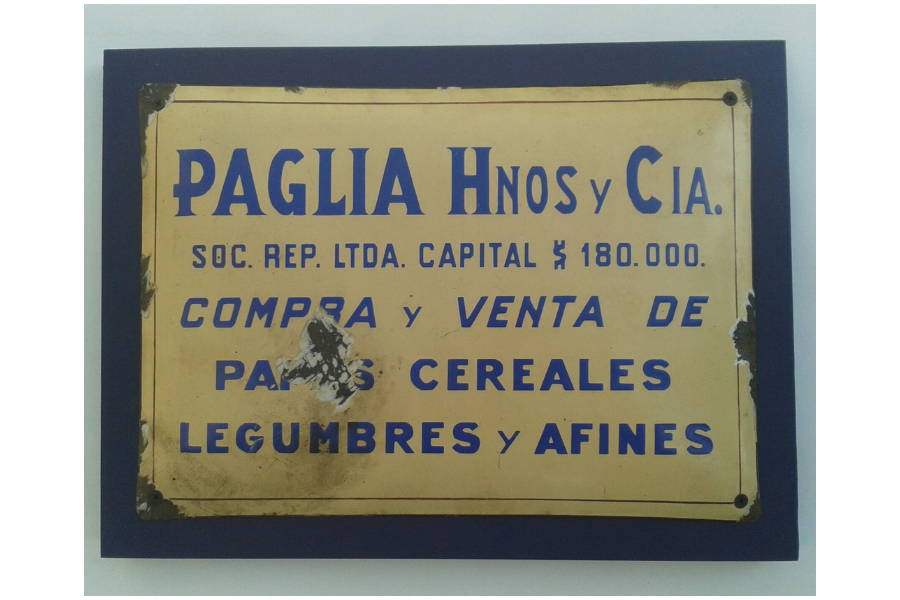 PAGLIA HNOS Y CIA.
SOC. REP. LTDA. CAPITAL $ 180.000.
COMPRA Y VENTA DE
CEREALES
LEGUMBRES Y AFINES